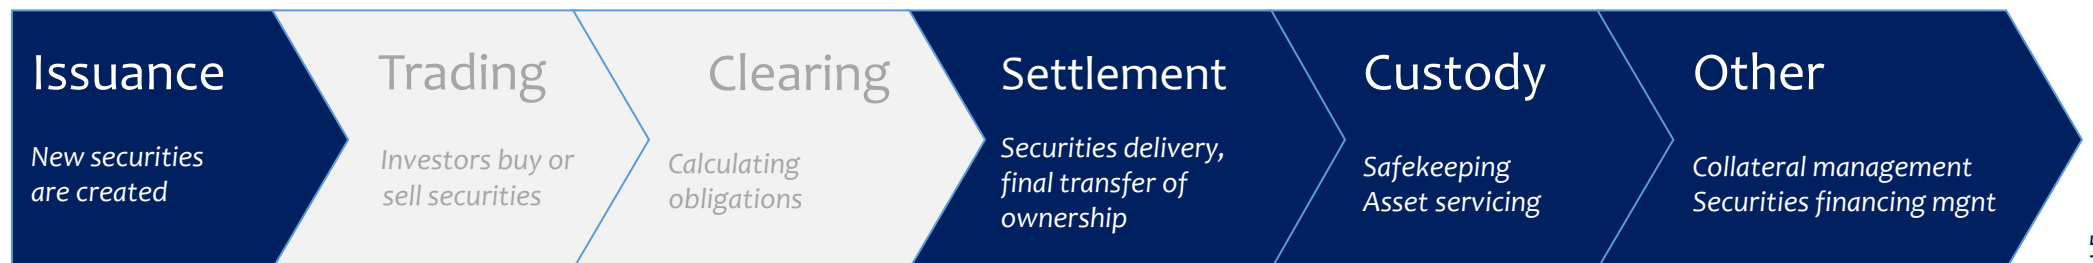 Issuance
New securities
are created
Trading
Investors buy or
sell securities
Clearing
Calculating
obligations
Settlement
Securities delivery,
final transfer of
ownership
Custody
Safekeeping
Asset servicing
Other
Collateral management
Securities financing mgnt